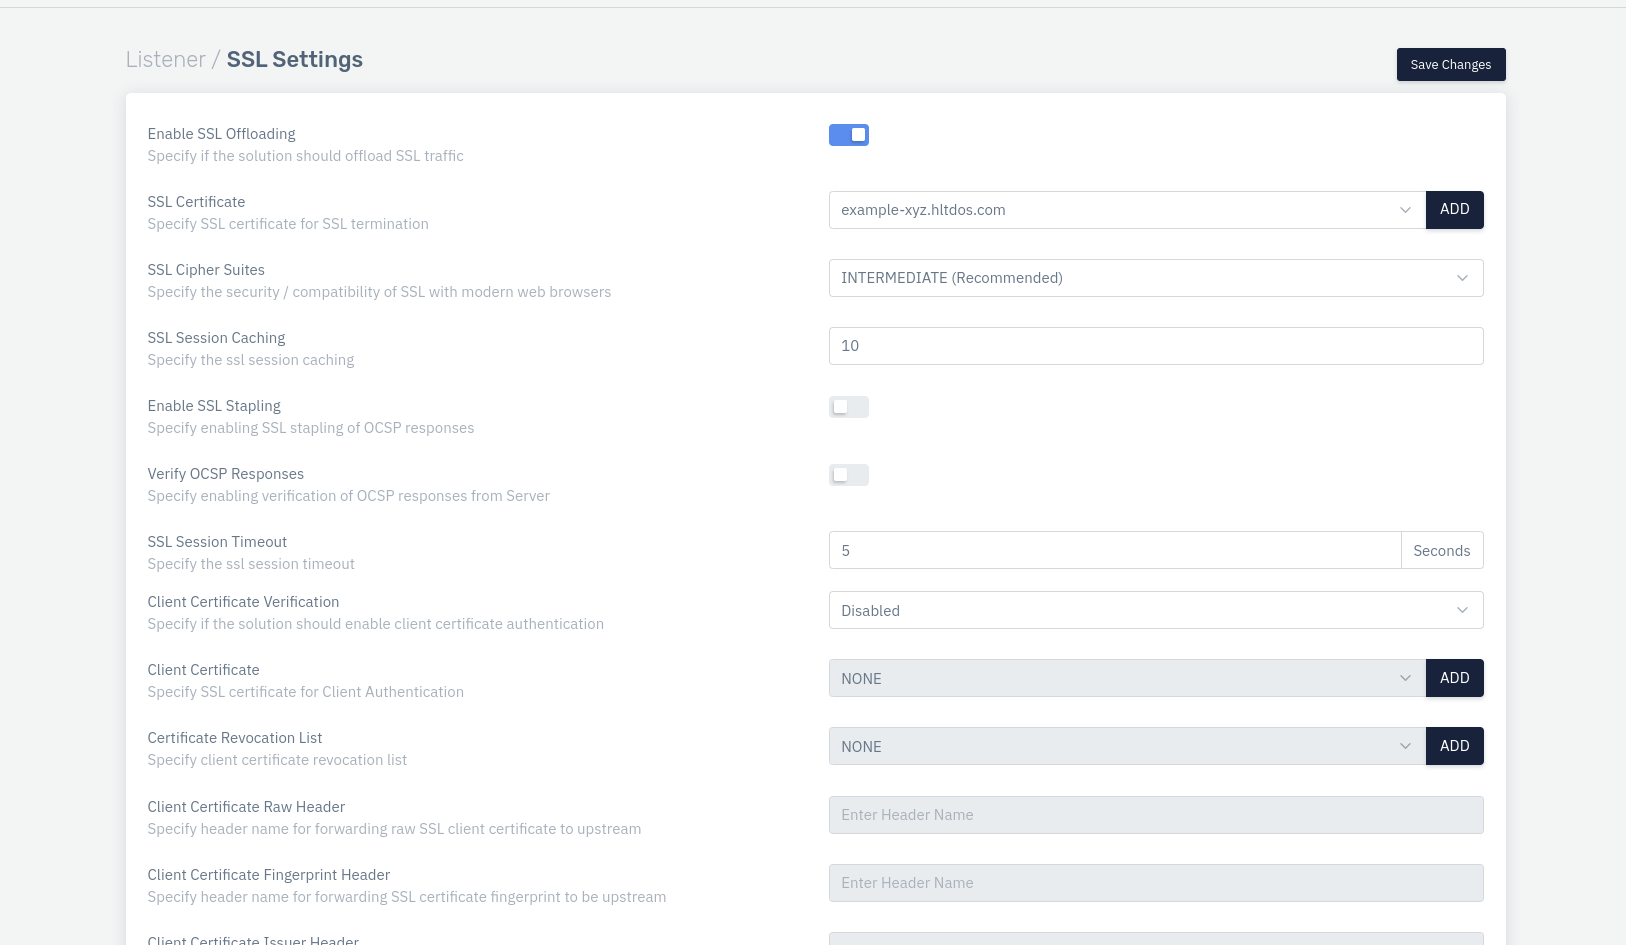 Listener / SSL Settings
Save Changes
Enable SSL Offloading
Specify if the solution should offload SSL traffic
SSL Certificate
Specify SSL certificate for SSL termination
example-xyz.hltdos.com
ADD
SSL Cipher Suites
Specify the security / compatibility of SSL with modern web browsers
INTERMEDIATE (Recommended)
SSL Session Caching
Specify the ssl session caching
10
Enable SSL Stapling
Specify enabling SSL stapling of OCSP responses
Verify OCSP Responses
Specify enabling verification of OCSP responses from Server
SSL Session Timeout
Specify the ssl session timeout
5
Seconds
Client Certificate Verification
Specify if the solution should enable client certificate authentication
Disabled
Client Certificate
Specify SSL certificate for Client Authentication
NONE
ADD
Certificate Revocation List
Specify client certificate revocation list
NONE
ADD
Client Certificate Raw Header
Specify header name for forwarding raw SSL client certificate to upstream
Enter Header Name
Client Certificate Fingerprint Header
Specify header name for forwarding SSL certificate fingerprint to be upstream
Enter Header Name
Client Certificate Issuer Header